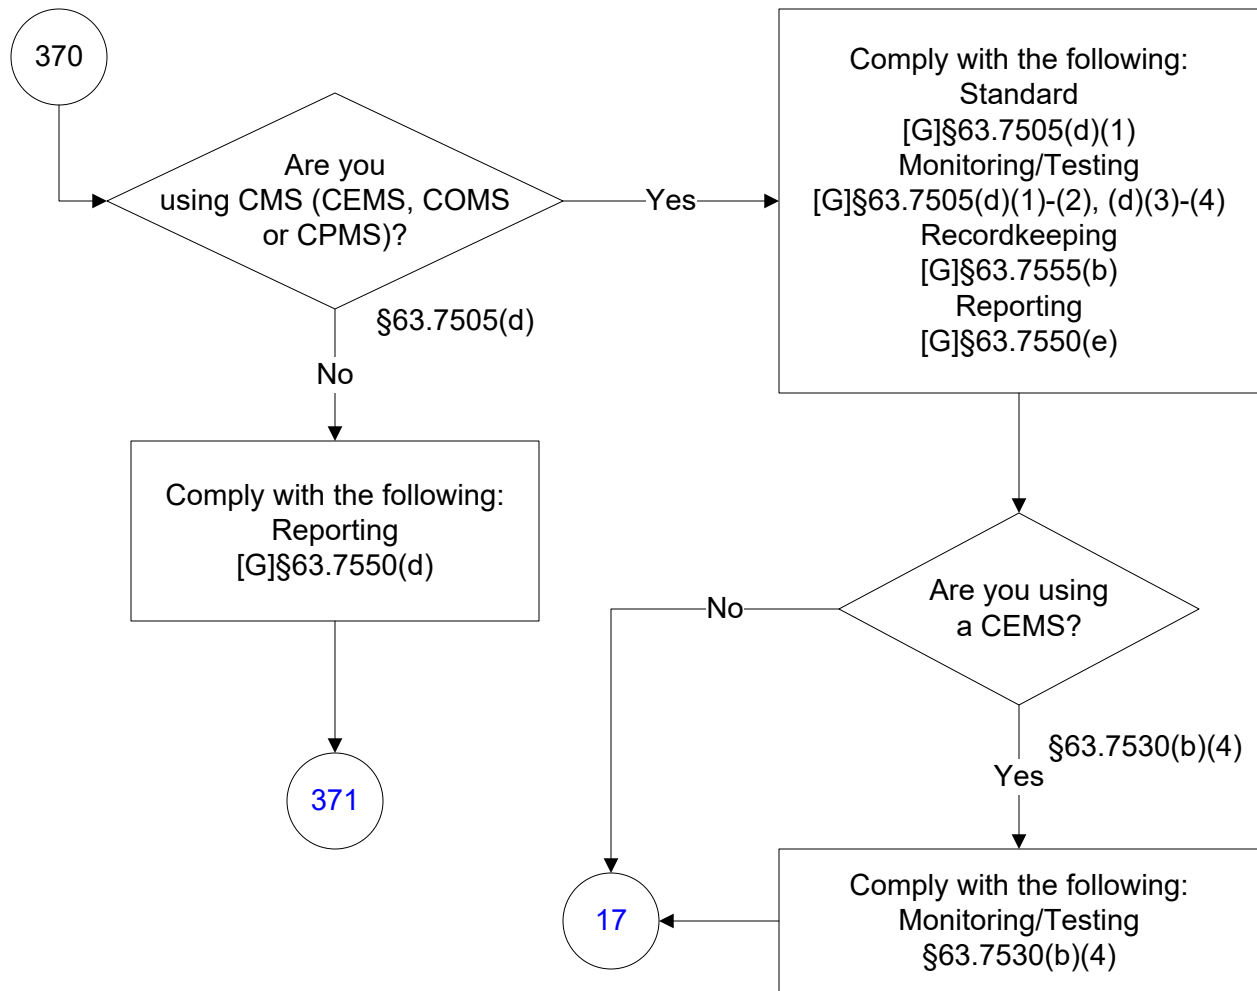 370
Are you
using CMS (CEMS, COMS
or CPMS)?
Yes
Comply with the following:
Standard
[G]§63.7505(d)(1)
Monitoring/Testing
[G]§63.7505(d)(1)-(2), (d)(3)-(4)
Recordkeeping
[G]§63.7555(b)
Reporting
[G]§63.7550(e)
§63.7505(d)
No
Comply with the following:
Reporting
[G]§63.7550(d)
371
Are you using
a CEMS?
No
§63.7530(b)(4)
Yes
Comply with the following:
Monitoring/Testing
§63.7530(b)(4)
17